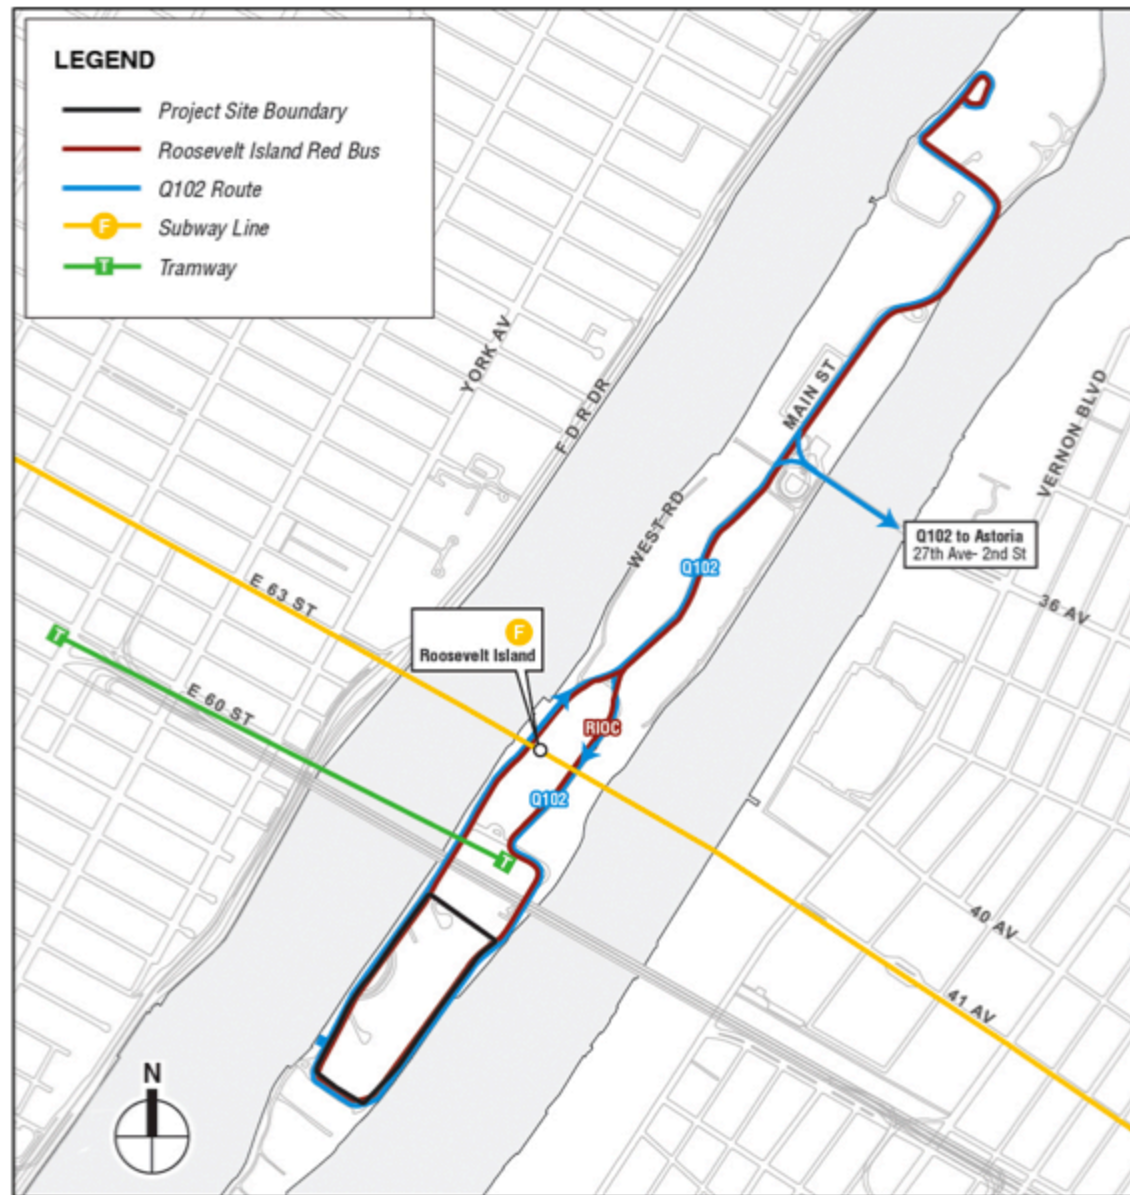 LEGEND
Project Site Boundary
Roosevelt Island Red Bus
Q102 Route
F
Subway Line
T
Tramway
YORK AV
F D R DR
MAIN ST
VERNON BLVD
WEST RD
Q102 to Astoria
27th Ave- 2nd St
Q102
E 63 ST
36 AV
F
Roosevelt Island
T
E 60 ST
RIOC
Q102
T
40 AV
41 AV
N